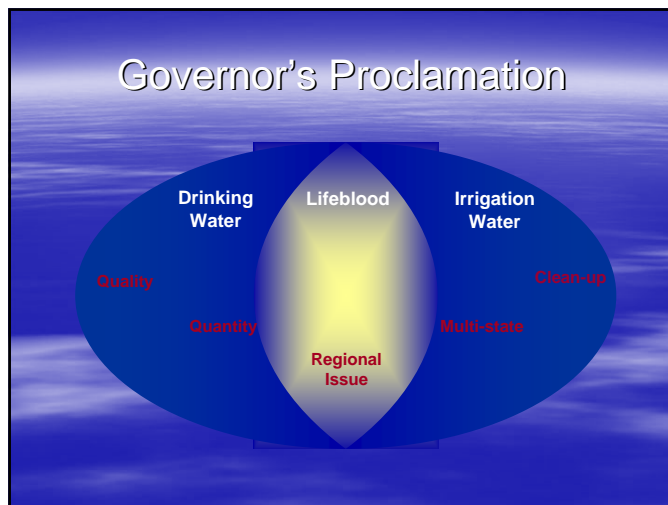 Governor's Proclamation
Drinking
Water
Lifeblood
Irrigation
Water
Quality
Clean-up
Quantity
Multi-state
Regional
Issue